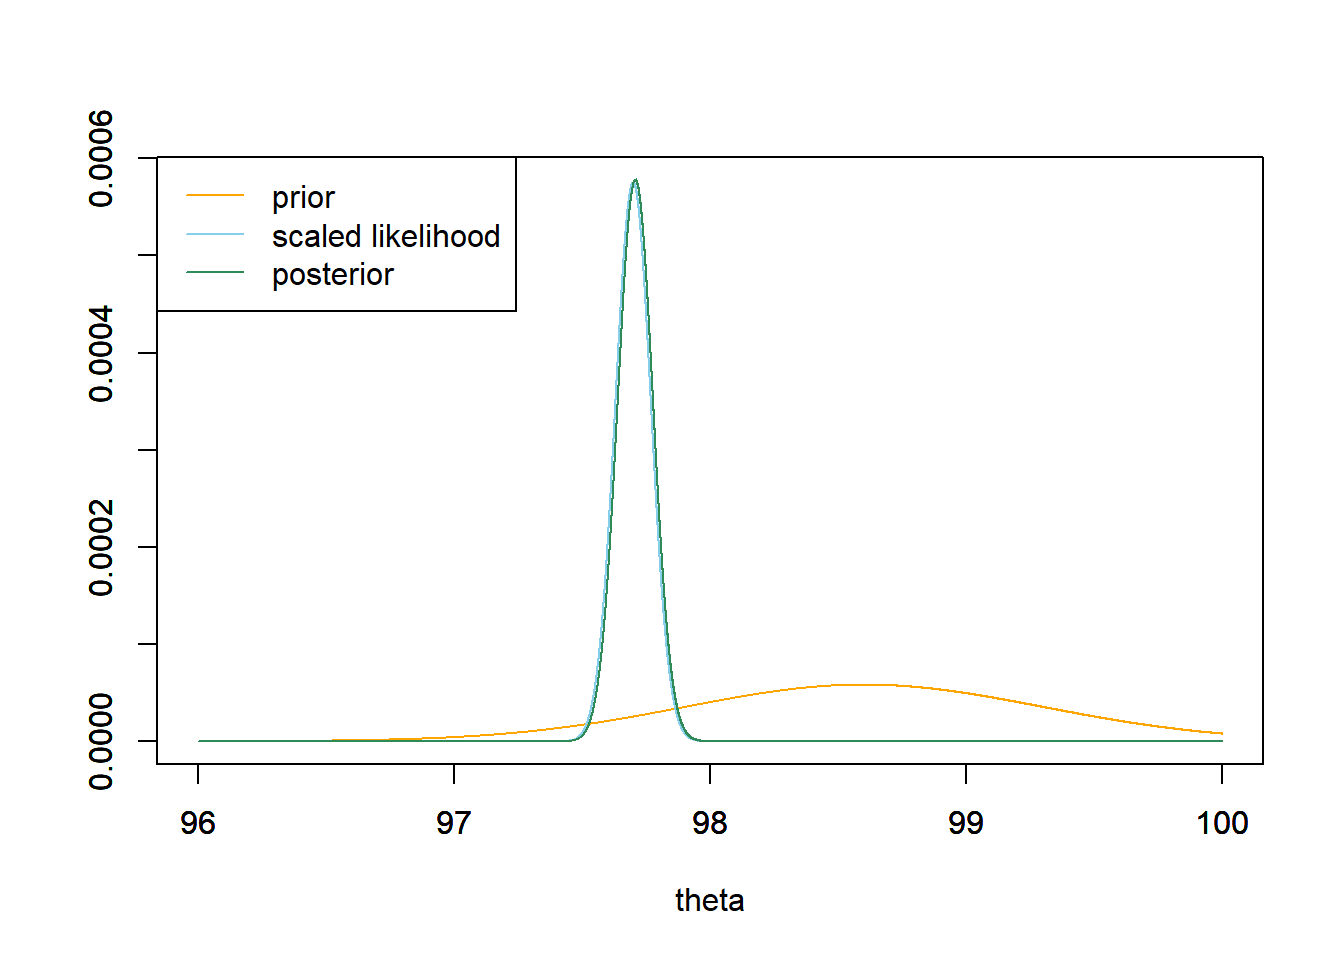 prior
scaled likelihood
posterior
0.0006
0.0004
0.0002
0.0000
96 97 98 99 100
theta